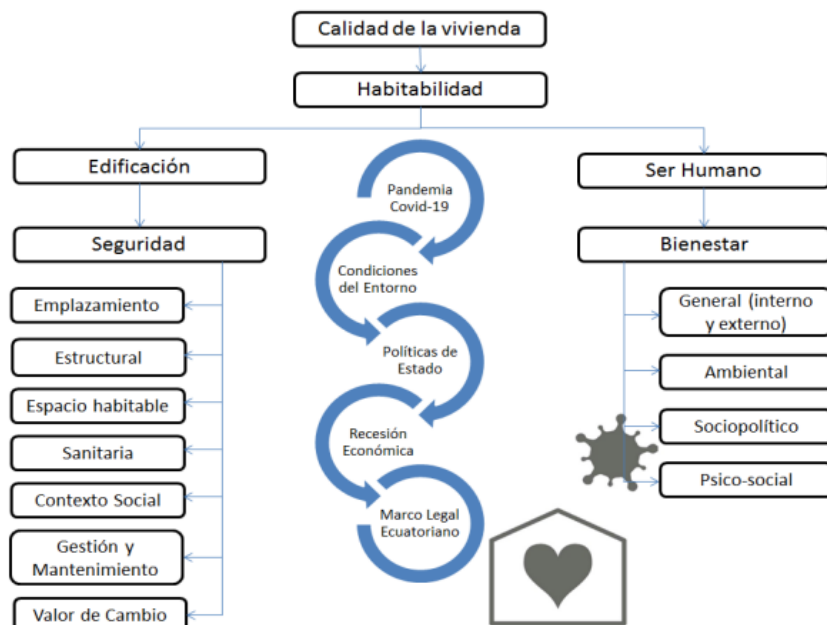 Calidad de la vivienda
Habitabilidad
Edificación
Ser Humano
Seguridad
Bienestar
Emplazamiento
Estructural
Espacio habitable
Sanitaria
Contexto Social
Gestión y
Mantenimiento
Valor de Cambio
Pandemia
Covid-19
Condiciones
del Entorno
Políticas de
Estado
Recesión
Económica
Marco Legal
Ecuatoriano
General (interno
y externo)
Ambiental
Sociopolítico
Psico-social